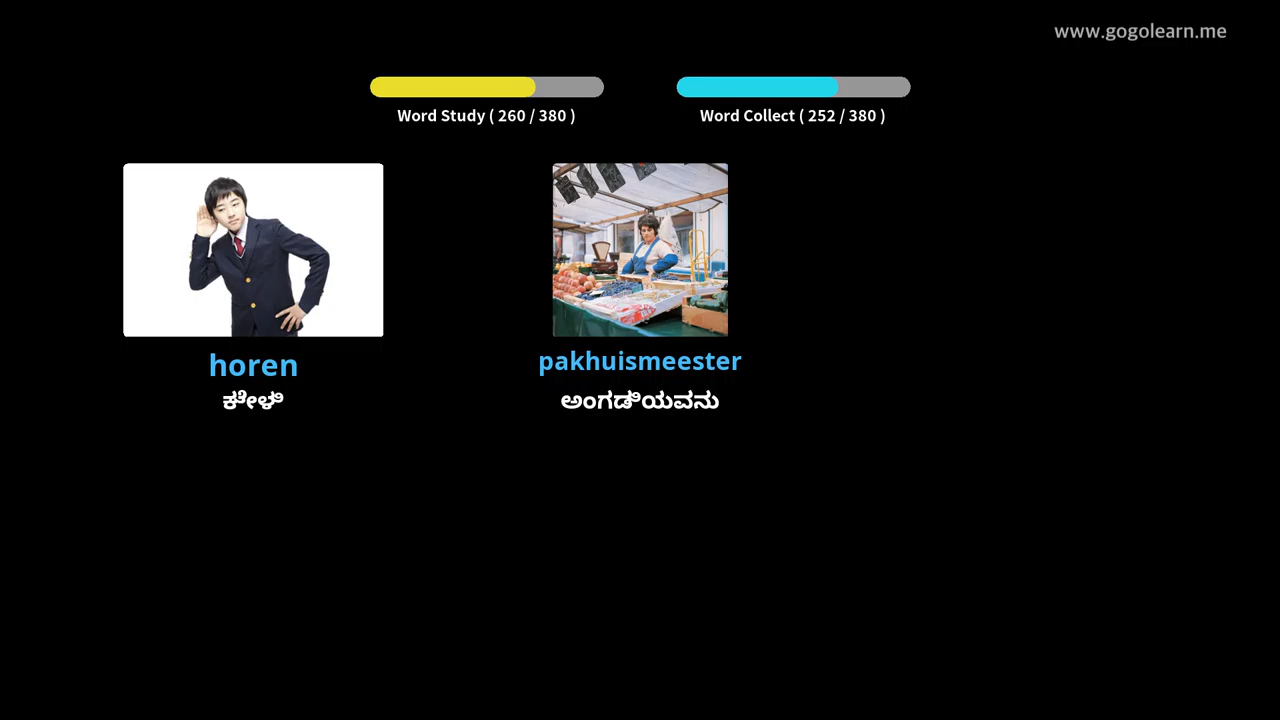 www.gogolearn.me
Word Study ( 260 / 380 )
Word Collect ( 252 / 380 )
horen
ಕೇಳಿ
pakhuismeester
ಅಂಗಡಿಯವನು